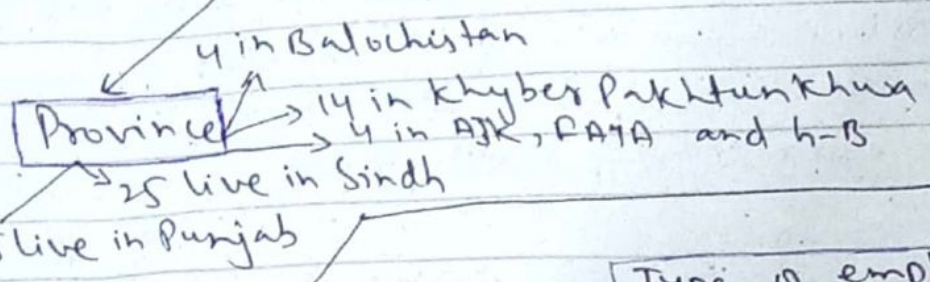 4 in Balochistan
Province
14 in Khyber Pakhtunkhwa
4 in AJK, FATA and h-B
25 live in Sindh
live in Punjab
Type